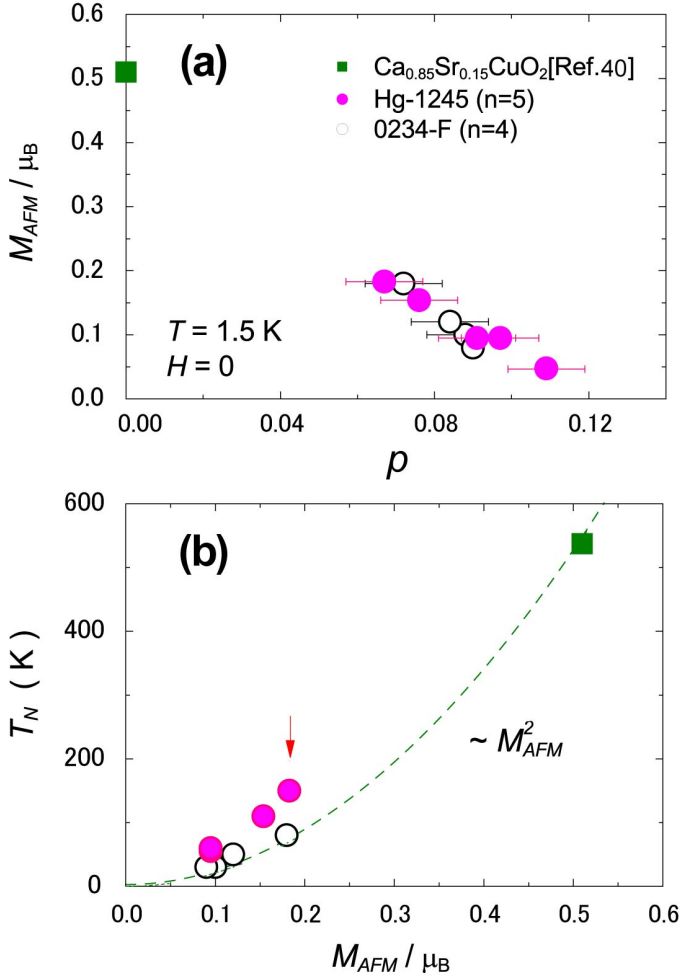 (a)
Ca0.85Sr0.15CuO2[Ref.40]
Hg-1245 (n=5)
0234-F (n=4)
T = 1.5 K
H = 0
0.6
0.5
0.4
0.3
0.2
0.1
0.0
MAFM / μB
0.00 0.04 0.08 0.12
p
(b)
~ M²AFM
600
400
200
0
TN ( K )
0.0 0.1 0.2 0.3 0.4 0.5 0.6
MAFM / μB